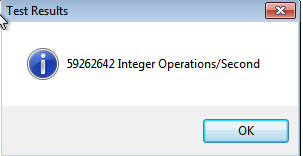 Test Results
59262642 Integer Operations/Second
OK